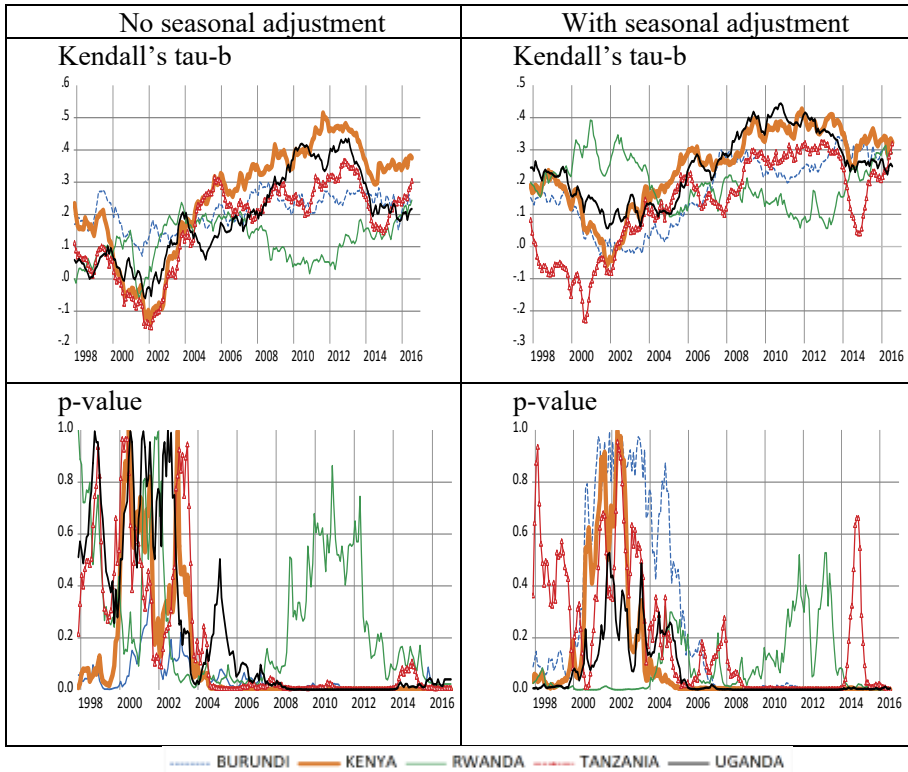 No seasonal adjustment
With seasonal adjustment
Kendall’s tau-b
.6
.5
.4
.3
.2
.1
.0
-.1
-.2
1998 2000 2002 2004 2006 2008 2010 2012 2014 2016
Kendall’s tau-b
.5
.4
.3
.2
.1
.0
-.1
-.2
-.3
1998 2000 2002 2004 2006 2008 2010 2012 2014 2016
p-value
1.0
0.8
0.6
0.4
0.2
0.0
1998 2000 2002 2004 2006 2008 2010 2012 2014 2016
p-value
1.0
0.8
0.6
0.4
0.2
0.0
1998 2000 2002 2004 2006 2008 2010 2012 2014 2016
BURUNDI KENYA RWANDA TANZANIA UGANDA